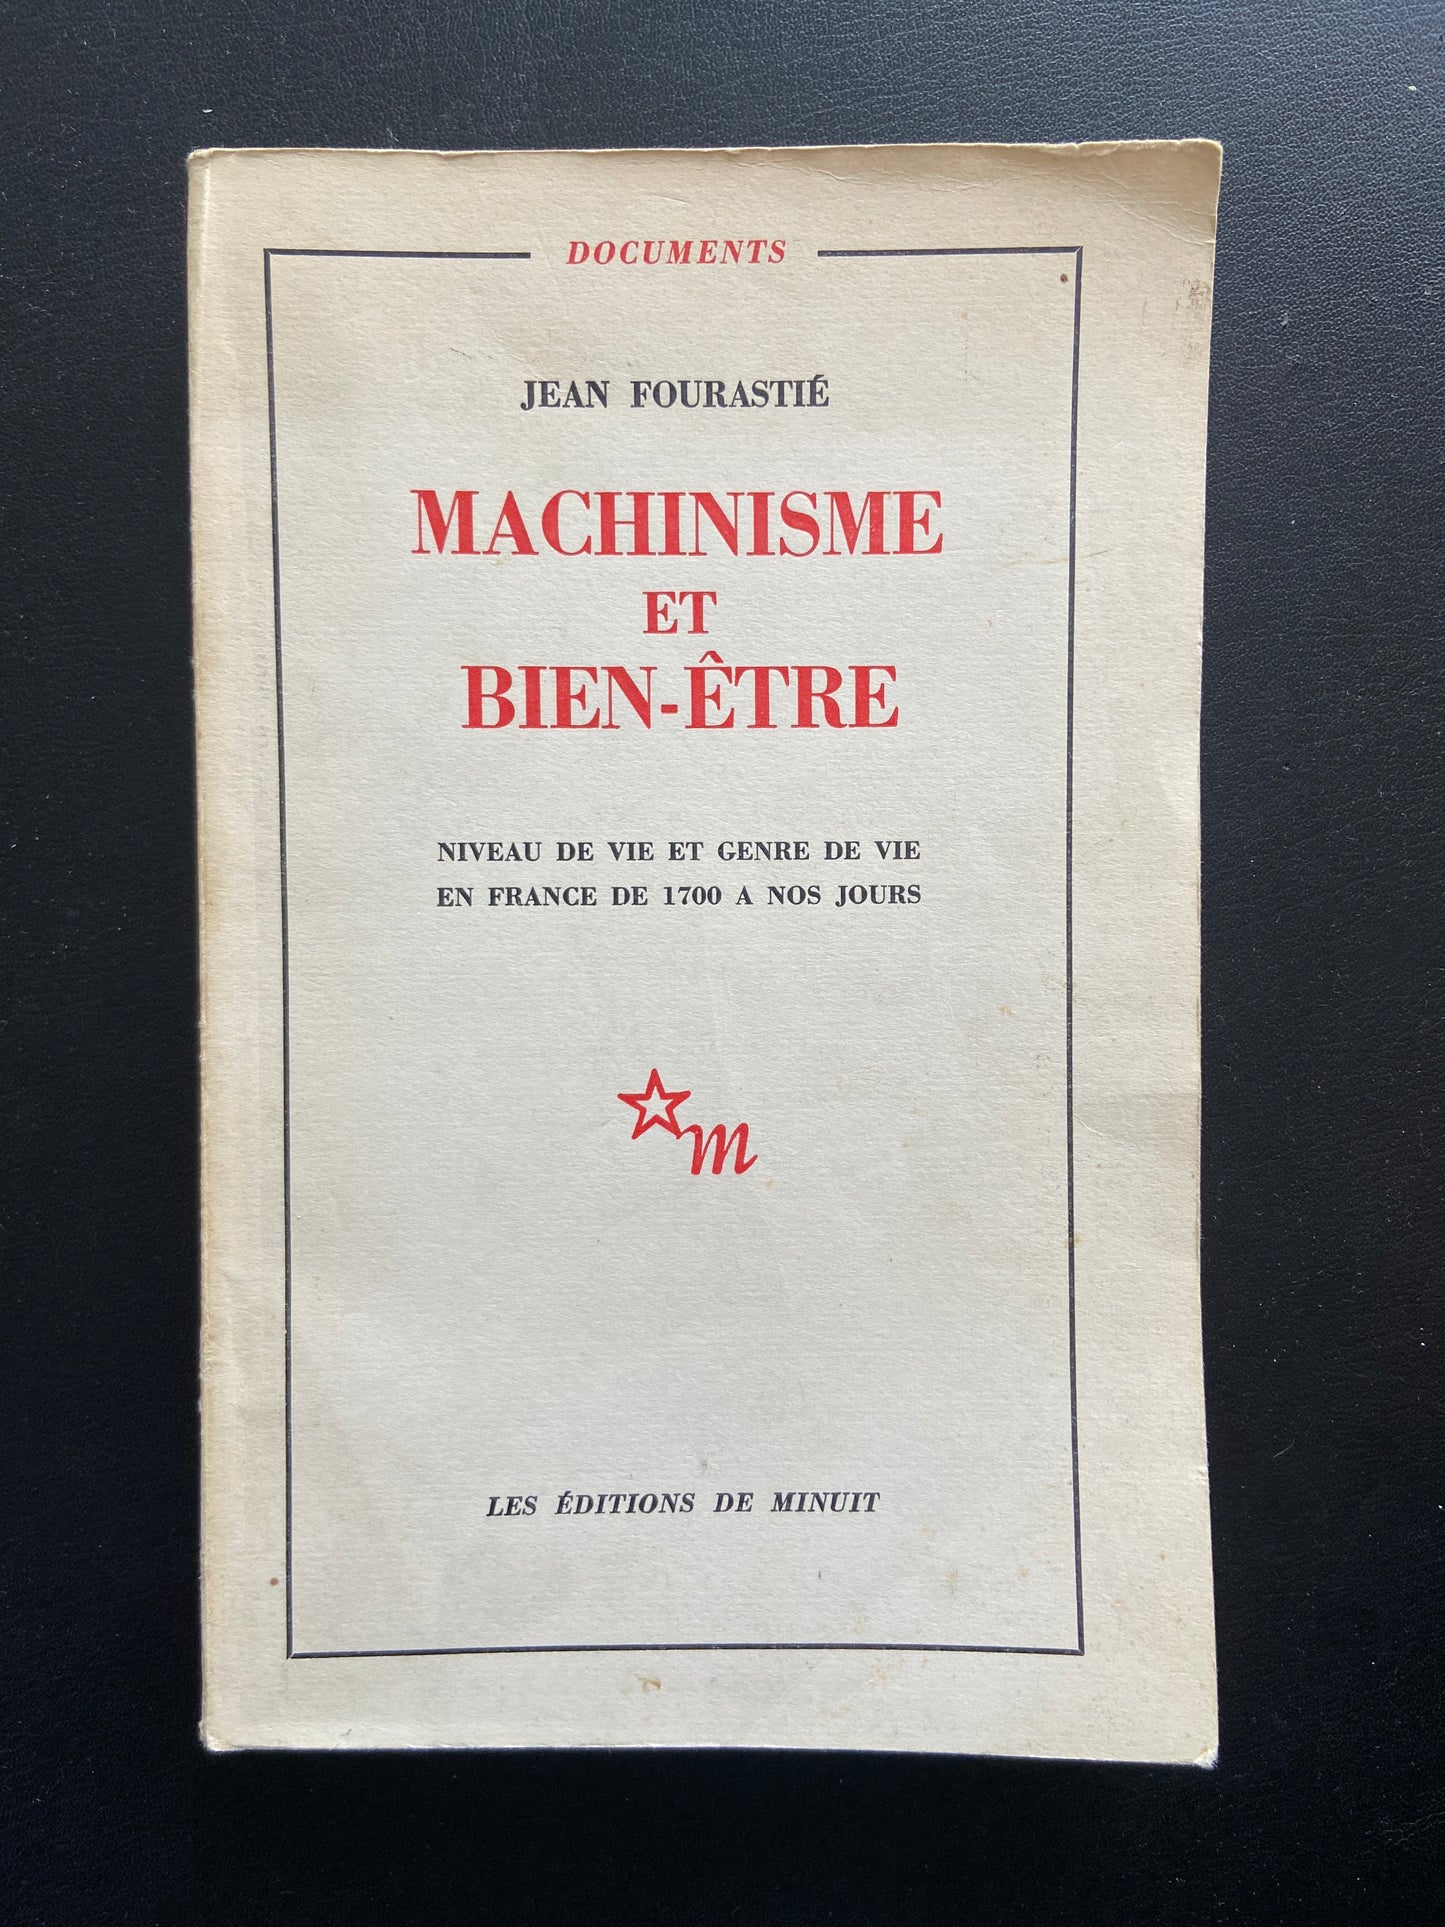 DOCUMENTS
JEAN FOURASTIÉ
MACHINISME
ET
BIEN-ÊTRE
NIVEAU DE VIE ET GENRE DE VIE
EN FRANCE DE 1700 A NOS JOURS
m
LES ÉDITIONS DE MINUIT